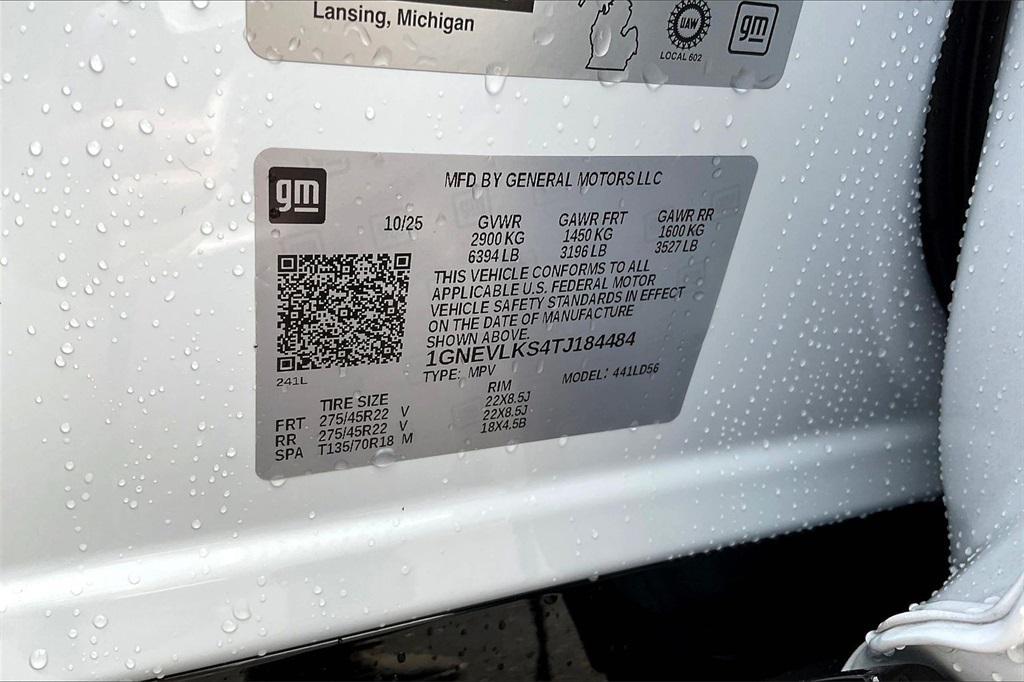 Lansing, Michigan
UAW
LOCAL 602
gm
gm
MFD BY GENERAL MOTORS LLC
10/25 GVWR GAWR FRT GAWR RR
2900 KG 1450 KG 1600 KG
6394 LB 3196 LB 3527 LB
THIS VEHICLE CONFORMS TO ALL
APPLICABLE U.S. FEDERAL MOTOR
VEHICLE SAFETY STANDARDS IN EFFECT
ON THE DATE OF MANUFACTURE
SHOWN ABOVE.
1GNEVLKS4TJ184484
241L
TYPE: MPV MODEL: 441LD56
TIRE SIZE RIM
FRT 275/45R22 V 22X8.5J
RR 275/45R22 V 22X8.5J
SPA T135/70R18 M 18X4.5B